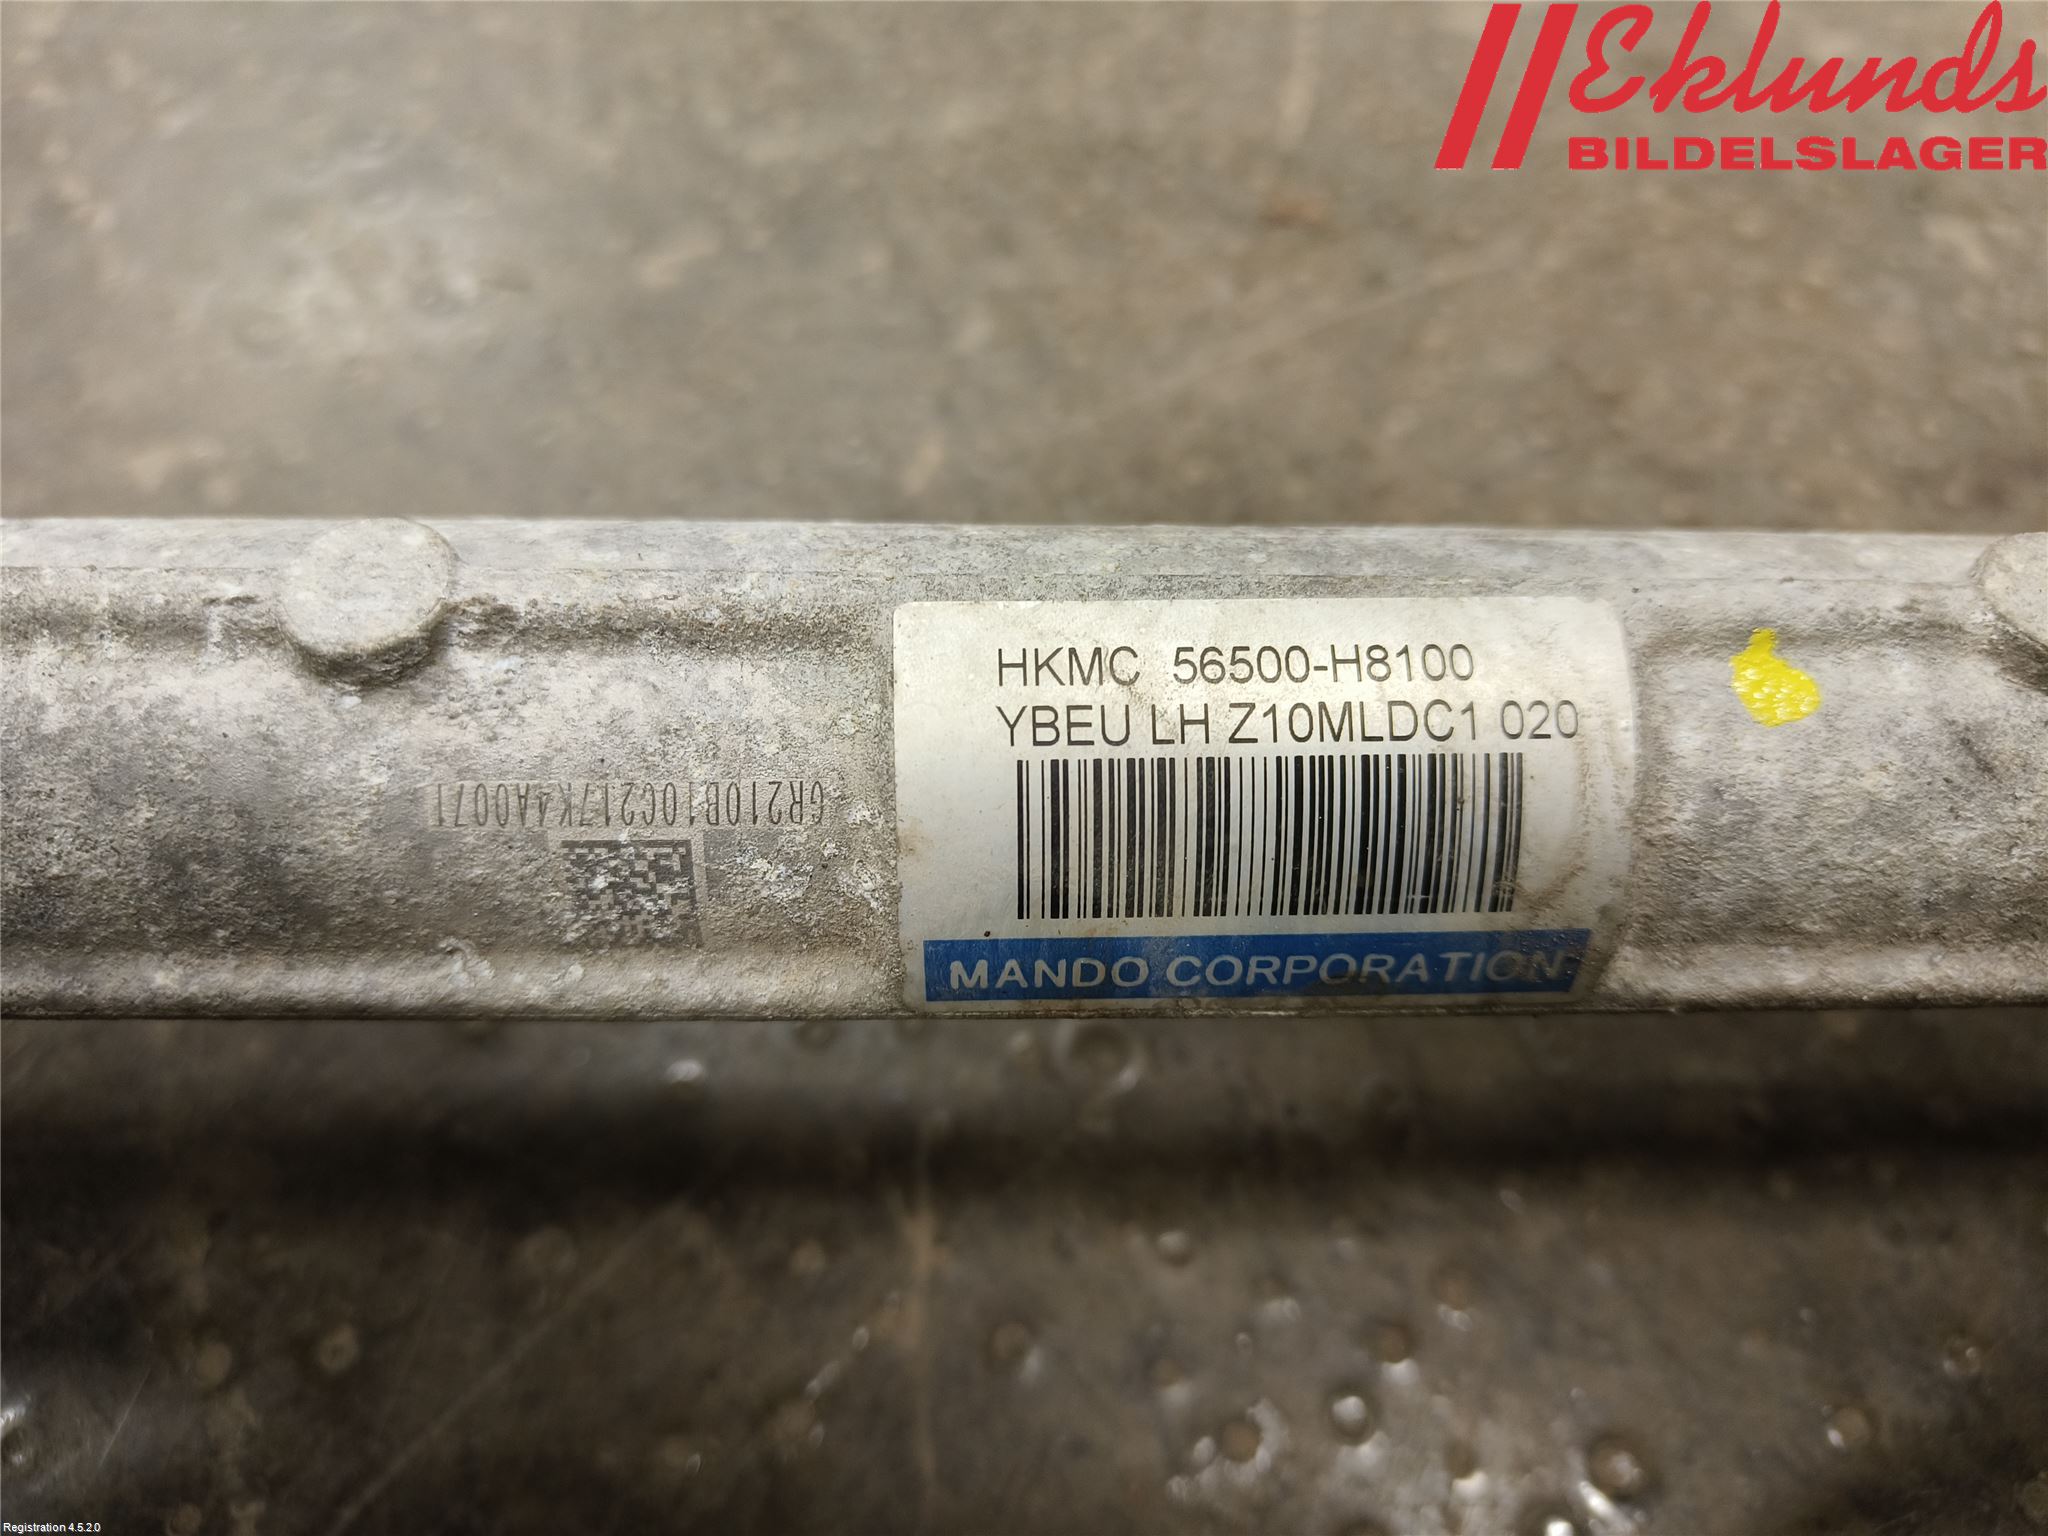 Eklunds
BILDELSLAGER
HKMC 56500-H8100
YBEU LH Z10MLDC1 020
GR210B10C217K4A0071
MANDO CORPORATION
Registration 4.5.2.0